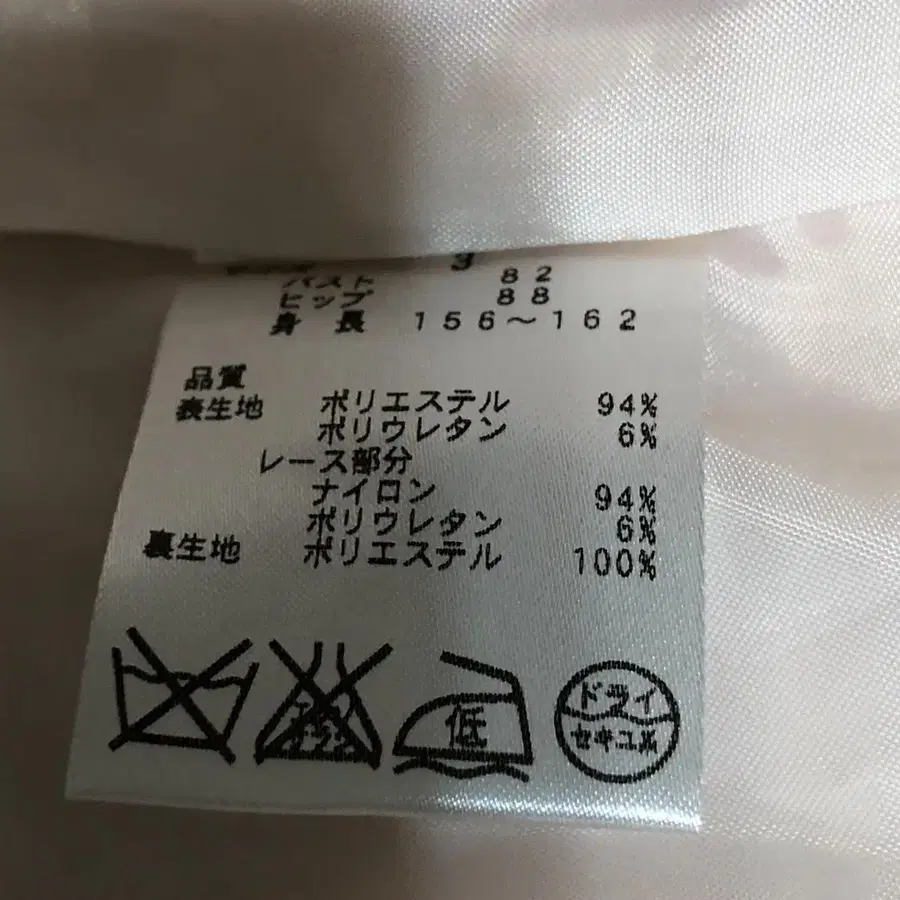 3
バスト 82
ヒップ 88
身長 156〜162
品質
表生地 ポリエステル 94%
ポリウレタン 6%
レース部分
ナイロン 94%
ポリウレタン 6%
裏生地 ポリエステル 100%
低
ドライ
セキユ系